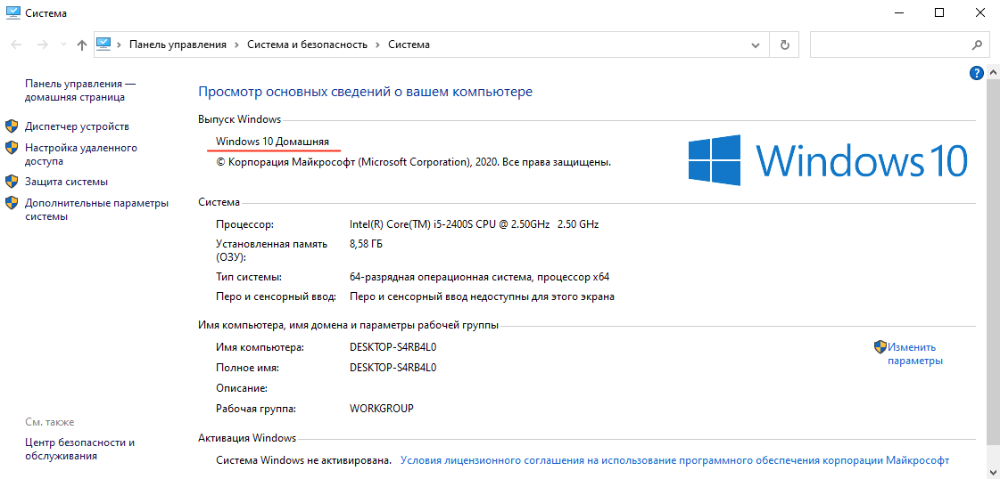 Система
Панель управления
Система и безопасность
Система
Панель управления —
домашняя страница
Диспетчер устройств
Настройка удаленного
доступа
Защита системы
Дополнительные параметры
системы
См. также
Центр безопасности и
обслуживания
?
Просмотр основных сведений о вашем компьютере
Выпуск Windows
Windows 10 Домашняя
© Корпорация Майкрософт (Microsoft Corporation), 2020. Все права защищены.
Windows 10
Система
Процессор: Intel(R) Core(TM) i5-2400S CPU @ 2.50GHz 2.50 GHz
Установленная память 8,58 ГБ
(ОЗУ):
Тип системы: 64-разрядная операционная система, процессор x64
Перо и сенсорный ввод: Перо и сенсорный ввод недоступны для этого экрана
Имя компьютера, имя домена и параметры рабочей группы
Имя компьютера: DESKTOP-S4RB4L0
Полное имя: DESKTOP-S4RB4L0
Описание:
Рабочая группа: WORKGROUP
Изменить
параметры
Активация Windows
Система Windows не активирована. Условия лицензионного соглашения на использование программного обеспечения корпорации Майкрософт